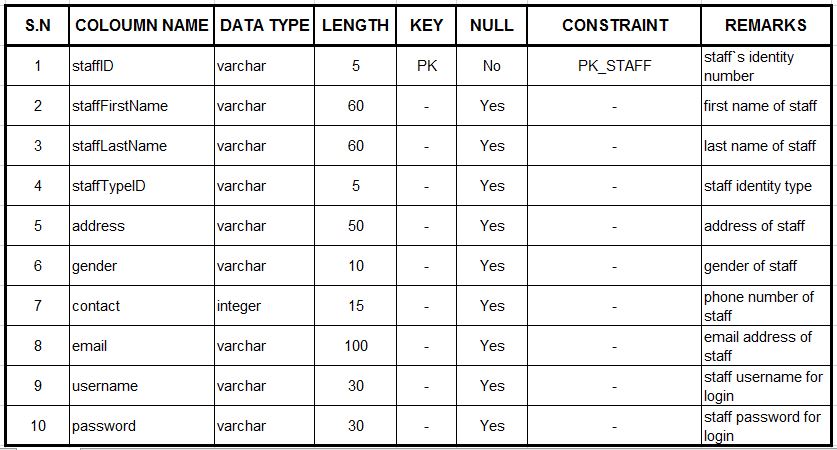 S.N COLOUMN NAME DATA TYPE LENGTH KEY NULL CONSTRAINT REMARKS
1 staffID varchar 5 PK No PK_STAFF staff`s identity
number
2 staffFirstName varchar 60 - Yes - first name of staff
3 staffLastName varchar 60 - Yes - last name of staff
4 staffTypeID varchar 5 - Yes - staff identity type
5 address varchar 50 - Yes - address of staff
6 gender varchar 10 - Yes - gender of staff
7 contact integer 15 - Yes - phone number of
staff
8 email varchar 100 - Yes - email address of
staff
9 username varchar 30 - Yes - staff username for
login
10 password varchar 30 - Yes - staff password for
login